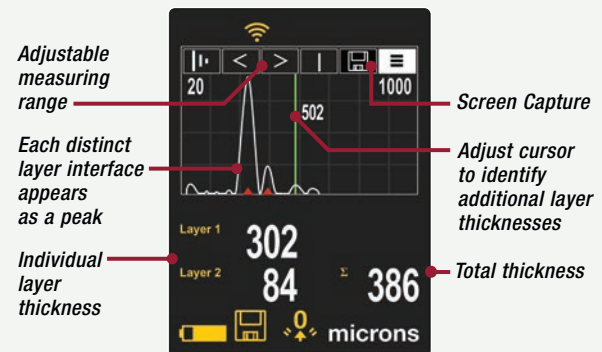 Adjustable
measuring
range
Each distinct
layer interface
appears
as a peak
Individual
layer
thickness
< >
20
1000
502
Layer 1
302
Layer 2
84
Σ
386
0
microns
Screen Capture
Adjust cursor
to identify
additional layer
thicknesses
Total thickness